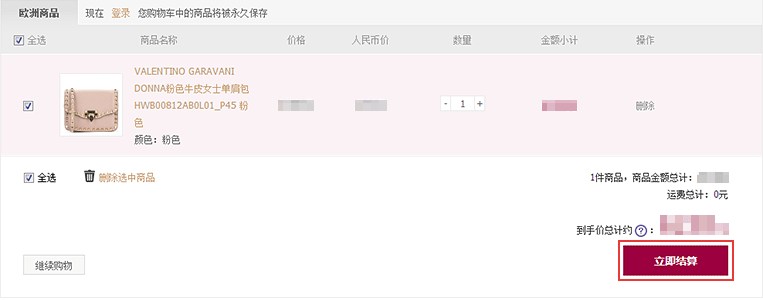 欧洲商品 现在 登录 您购物车中的商品将被永久保存
全选 商品名称 价格 人民币价 数量 金额小计 操作
VALENTINO GARAVANI
DONNA粉色牛皮女士单肩包
HWB00812AB0L01_P45 粉
色
颜色：粉色
- 1 +
删除
全选 删除选中商品
1件商品，商品金额总计：
运费总计：0元
到手价总计约 ? ：
继续购物
立即结算